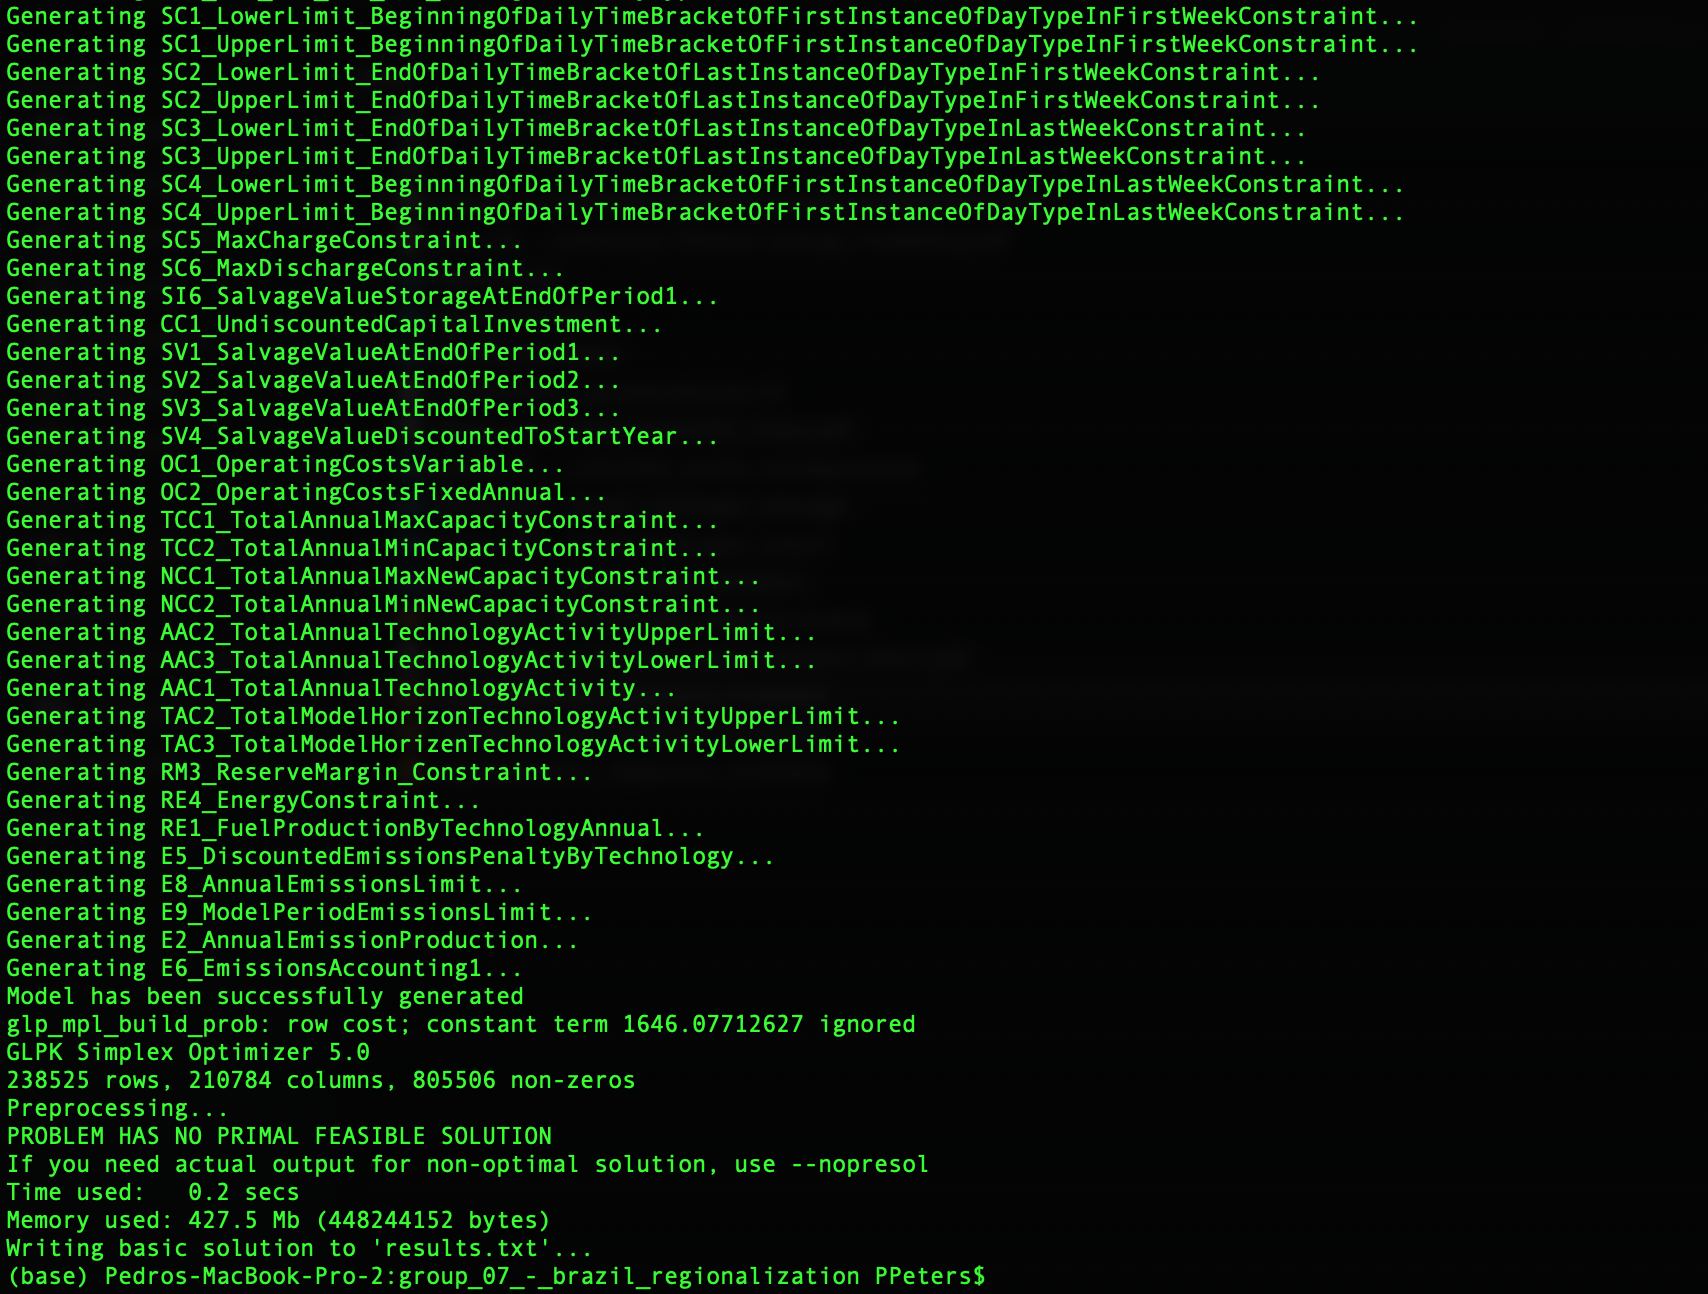 Generating SC1_LowerLimit_BeginningOfDailyTimeBracketOfFirstInstanceOfDayTypeInFirstWeekConstraint...
Generating SC1_UpperLimit_BeginningOfDailyTimeBracketOfFirstInstanceOfDayTypeInFirstWeekConstraint...
Generating SC2_LowerLimit_EndOfDailyTimeBracketOfLastInstanceOfDayTypeInFirstWeekConstraint...
Generating SC2_UpperLimit_EndOfDailyTimeBracketOfLastInstanceOfDayTypeInFirstWeekConstraint...
Generating SC3_LowerLimit_EndOfDailyTimeBracketOfLastInstanceOfDayTypeInLastWeekConstraint...
Generating SC3_UpperLimit_EndOfDailyTimeBracketOfLastInstanceOfDayTypeInLastWeekConstraint...
Generating SC4_LowerLimit_BeginningOfDailyTimeBracketOfFirstInstanceOfDayTypeInLastWeekConstraint...
Generating SC4_UpperLimit_BeginningOfDailyTimeBracketOfFirstInstanceOfDayTypeInLastWeekConstraint...
Generating SC5_MaxChargeConstraint...
Generating SC6_MaxDischargeConstraint...
Generating SI6_SalvageValueStorageAtEndOfPeriod1...
Generating CC1_UndiscountedCapitalInvestment...
Generating SV1_SalvageValueAtEndOfPeriod1...
Generating SV2_SalvageValueAtEndOfPeriod2...
Generating SV3_SalvageValueAtEndOfPeriod3...
Generating SV4_SalvageValueDiscountedToStartYear...
Generating OC1_OperatingCostsVariable...
Generating OC2_OperatingCostsFixedAnnual...
Generating TCC1_TotalAnnualMaxCapacityConstraint...
Generating TCC2_TotalAnnualMinCapacityConstraint...
Generating NCC1_TotalAnnualMaxNewCapacityConstraint...
Generating NCC2_TotalAnnualMinNewCapacityConstraint...
Generating AAC2_TotalAnnualTechnologyActivityUpperLimit...
Generating AAC3_TotalAnnualTechnologyActivityLowerLimit...
Generating AAC1_TotalAnnualTechnologyActivity...
Generating TAC2_TotalModelHorizonTechnologyActivityUpperLimit...
Generating TAC3_TotalModelHorizenTechnologyActivityLowerLimit...
Generating RM3_ReserveMargin_Constraint...
Generating RE4_EnergyConstraint...
Generating RE1_FuelProductionByTechnologyAnnual...
Generating E5_DiscountedEmissionsPenaltyByTechnology...
Generating E8_AnnualEmissionsLimit...
Generating E9_ModelPeriodEmissionsLimit...
Generating E2_AnnualEmissionProduction...
Generating E6_EmissionsAccounting1...
Model has been successfully generated
glp_mpl_build_prob: row cost; constant term 1646.07712627 ignored
GLPK Simplex Optimizer 5.0
238525 rows, 210784 columns, 805506 non-zeros
Preprocessing...
PROBLEM HAS NO PRIMAL FEASIBLE SOLUTION
If you need actual output for non-optimal solution, use --nopresol
Time used:   0.2 secs
Memory used: 427.5 Mb (448244152 bytes)
Writing basic solution to 'results.txt'...
(base) Pedros-MacBook-Pro-2:group_07_-_brazil_regionalization PPeters$